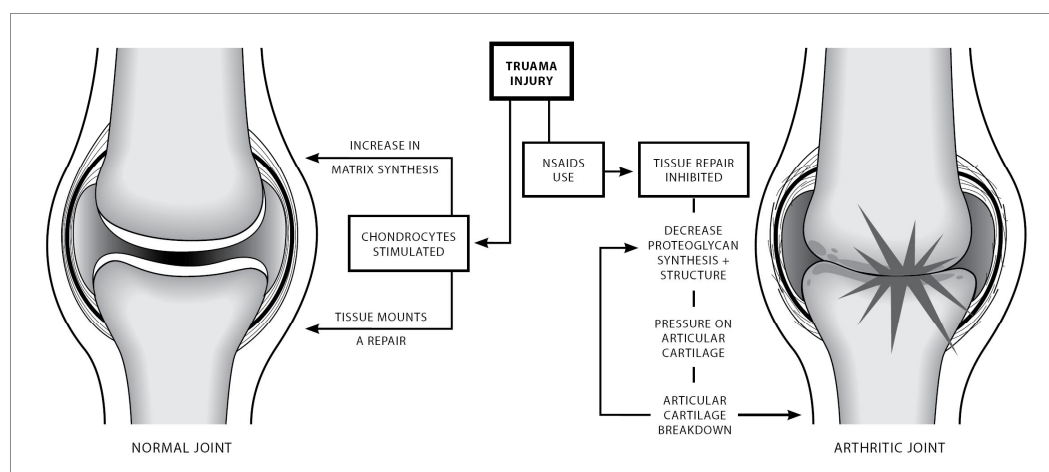 TRUAMA
INJURY
INCREASE IN
MATRIX SYNTHESIS
NSAIDS
USE
TISSUE REPAIR
INHIBITED
CHONDROCYTES
STIMULATED
DECREASE
PROTEOGLYCAN
SYNTHESIS +
STRUCTURE
TISSUE MOUNTS
A REPAIR
PRESSURE ON
ARTICULAR
CARTILAGE
ARTICULAR
CARTILAGE
BREAKDOWN
NORMAL JOINT
ARTHRITIC JOINT